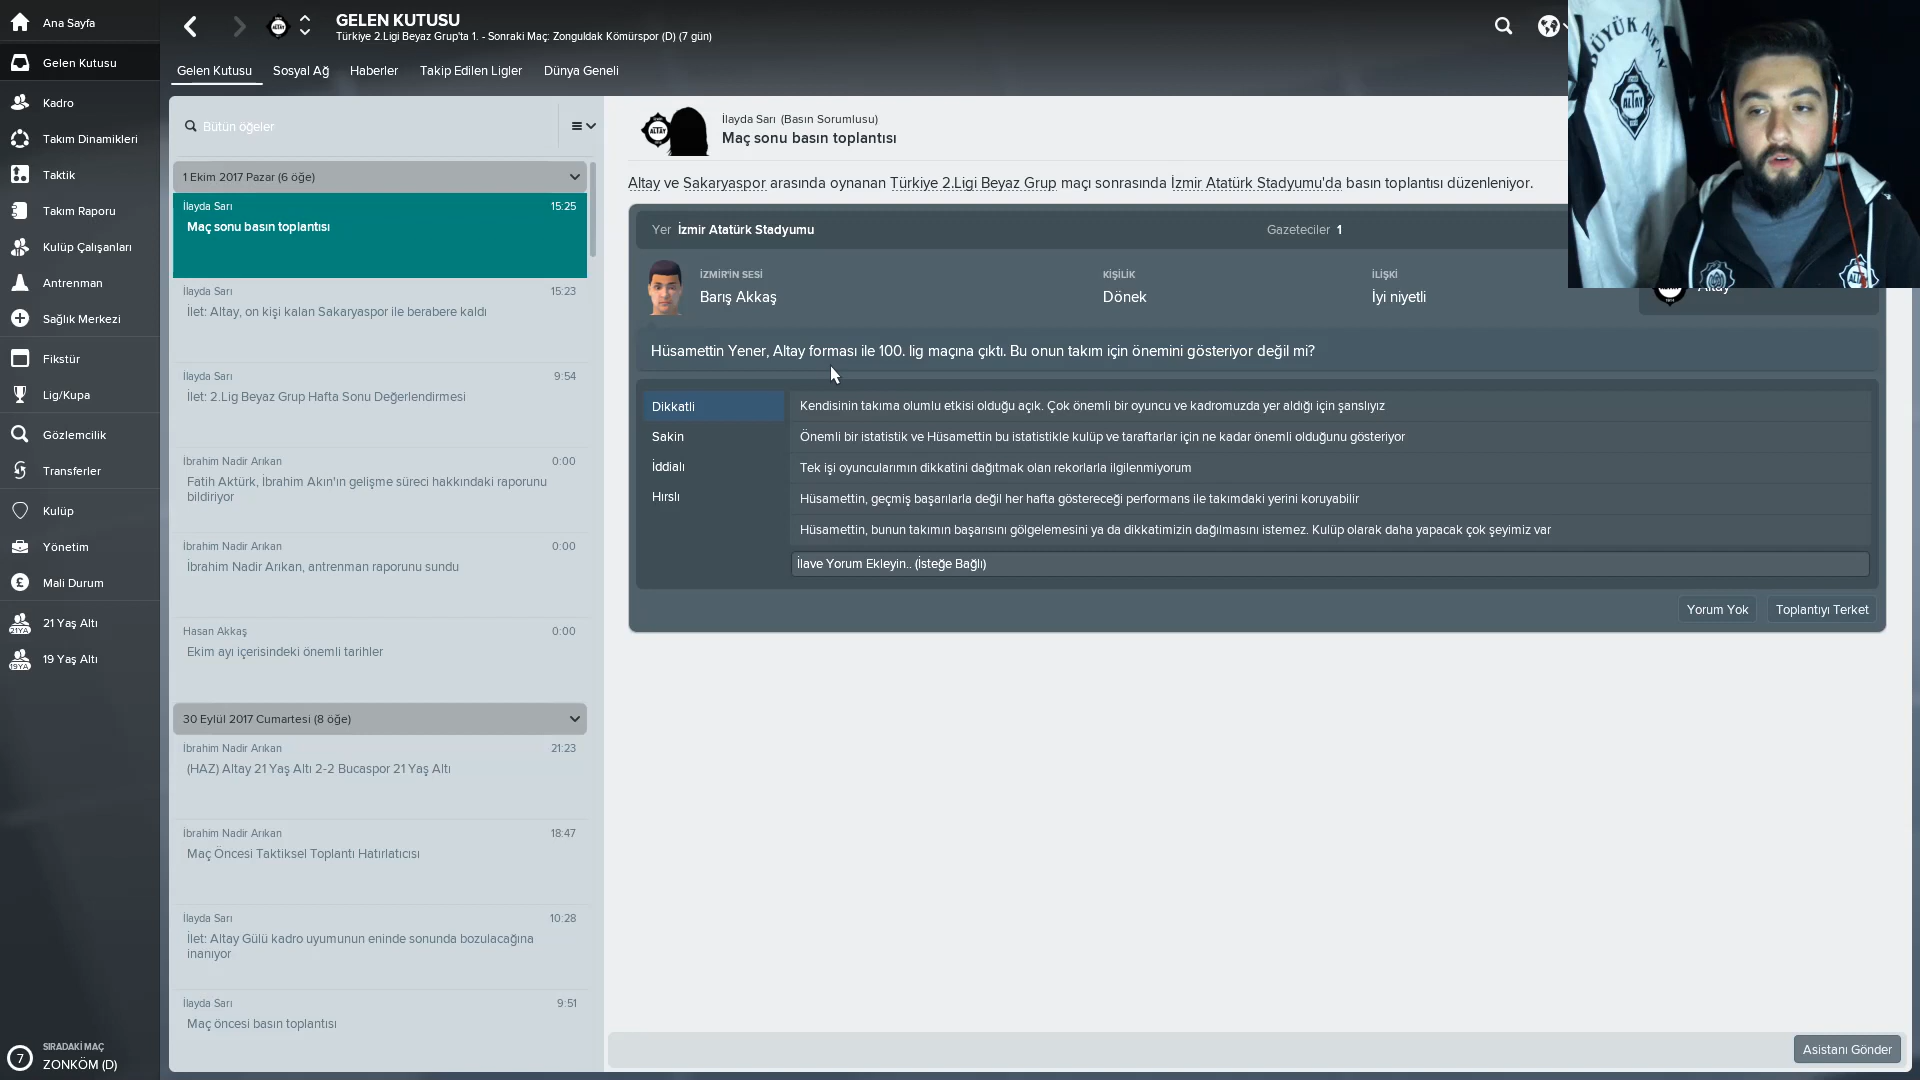 Ana Sayfa
Gelen Kutusu
Kadro
Takım Dinamikleri
Taktik
Takım Raporu
Kulüp Çalışanları
Antrenman
Sağlık Merkezi
Fikstür
Lig/Kupa
Gözlemcilik
Transferler
Kulüp
Yönetim
Mali Durum
21YA
21 Yaş Altı
19YA
19 Yaş Altı
7
SIRADAKİ MAÇ
ZONKÖM (D)
GELEN KUTUSU
Türkiye 2.Ligi Beyaz Grup'ta 1. - Sonraki Maç: Zonguldak Kömürspor (D) (7 gün)
Gelen Kutusu Sosyal Ağ Haberler Takip Edilen Ligler Dünya Geneli
Bütün öğeler
1 Ekim 2017 Pazar (6 öğe)
İlayda Sarı 15:25
Maç sonu basın toplantısı
İlayda Sarı 15:23
İlet: Altay, on kişi kalan Sakaryaspor ile berabere kaldı
İlayda Sarı 9:54
İlet: 2.Lig Beyaz Grup Hafta Sonu Değerlendirmesi
İbrahim Nadir Arıkan 0:00
Fatih Aktürk, İbrahim Akın'ın gelişme süreci hakkındaki raporunu
bildiriyor
İbrahim Nadir Arıkan 0:00
İbrahim Nadir Arıkan, antrenman raporunu sundu
Hasan Akkaş 0:00
Ekim ayı içerisindeki önemli tarihler
30 Eylül 2017 Cumartesi (8 öğe)
İbrahim Nadir Arıkan 21:23
(HAZ) Altay 21 Yaş Altı 2-2 Bucaspor 21 Yaş Altı
İbrahim Nadir Arıkan 18:47
Maç Öncesi Taktiksel Toplantı Hatırlatıcısı
İlayda Sarı 10:28
İlet: Altay Gülü kadro uyumunun eninde sonunda bozulacağına
inanıyor
İlayda Sarı 9:51
Maç öncesi basın toplantısı
ALTAY
İlayda Sarı (Basın Sorumlusu)
Maç sonu basın toplantısı
Altay ve Sakaryaspor arasında oynanan Türkiye 2.Ligi Beyaz Grup maçı sonrasında İzmir Atatürk Stadyumu'da basın toplantısı düzenleniyor.
Yer İzmir Atatürk Stadyumu Gazeteciler 1
İZMİR'İN SESİ KİŞİLİK İLİŞKİ
Barış Akkaş Dönek İyi niyetli Altay
Hüsamettin Yener, Altay forması ile 100. lig maçına çıktı. Bu onun takım için önemini gösteriyor değil mi?
Dikkatli
Sakin
İddialı
Hırslı
Kendisinin takıma olumlu etkisi olduğu açık. Çok önemli bir oyuncu ve kadromuzda yer aldığı için şanslıyız
Önemli bir istatistik ve Hüsamettin bu istatistikle kulüp ve taraftarlar için ne kadar önemli olduğunu gösteriyor
Tek işi oyuncularımın dikkatini dağıtmak olan rekorlarla ilgilenmiyorum
Hüsamettin, geçmiş başarılarla değil her hafta göstereceği performans ile takımdaki yerini koruyabilir
Hüsamettin, bunun takımın başarısını gölgelemesini ya da dikkatimizin dağılmasını istemez. Kulüp olarak daha yapacak çok şeyimiz var
İlave Yorum Ekleyin.. (İsteğe Bağlı)
Yorum Yok Toplantıyı Terket
Asistanı Gönder
BÜYÜK ALTAY
ALTAY